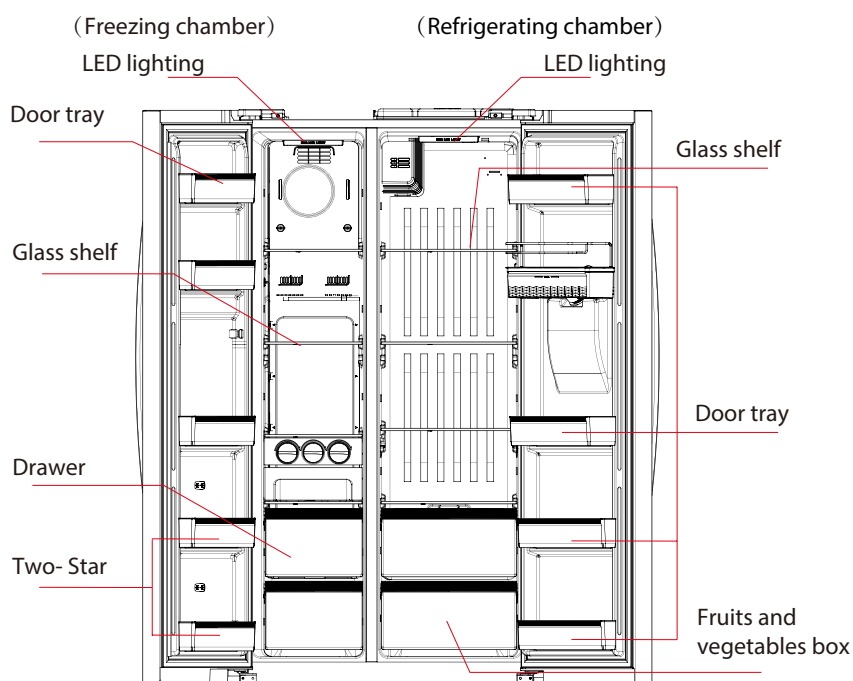 （Freezing chamber）
（Refrigerating chamber）
LED lighting
LED lighting
Door tray
Glass shelf
Glass shelf
Door tray
Drawer
Two- Star
Fruits and
vegetables box